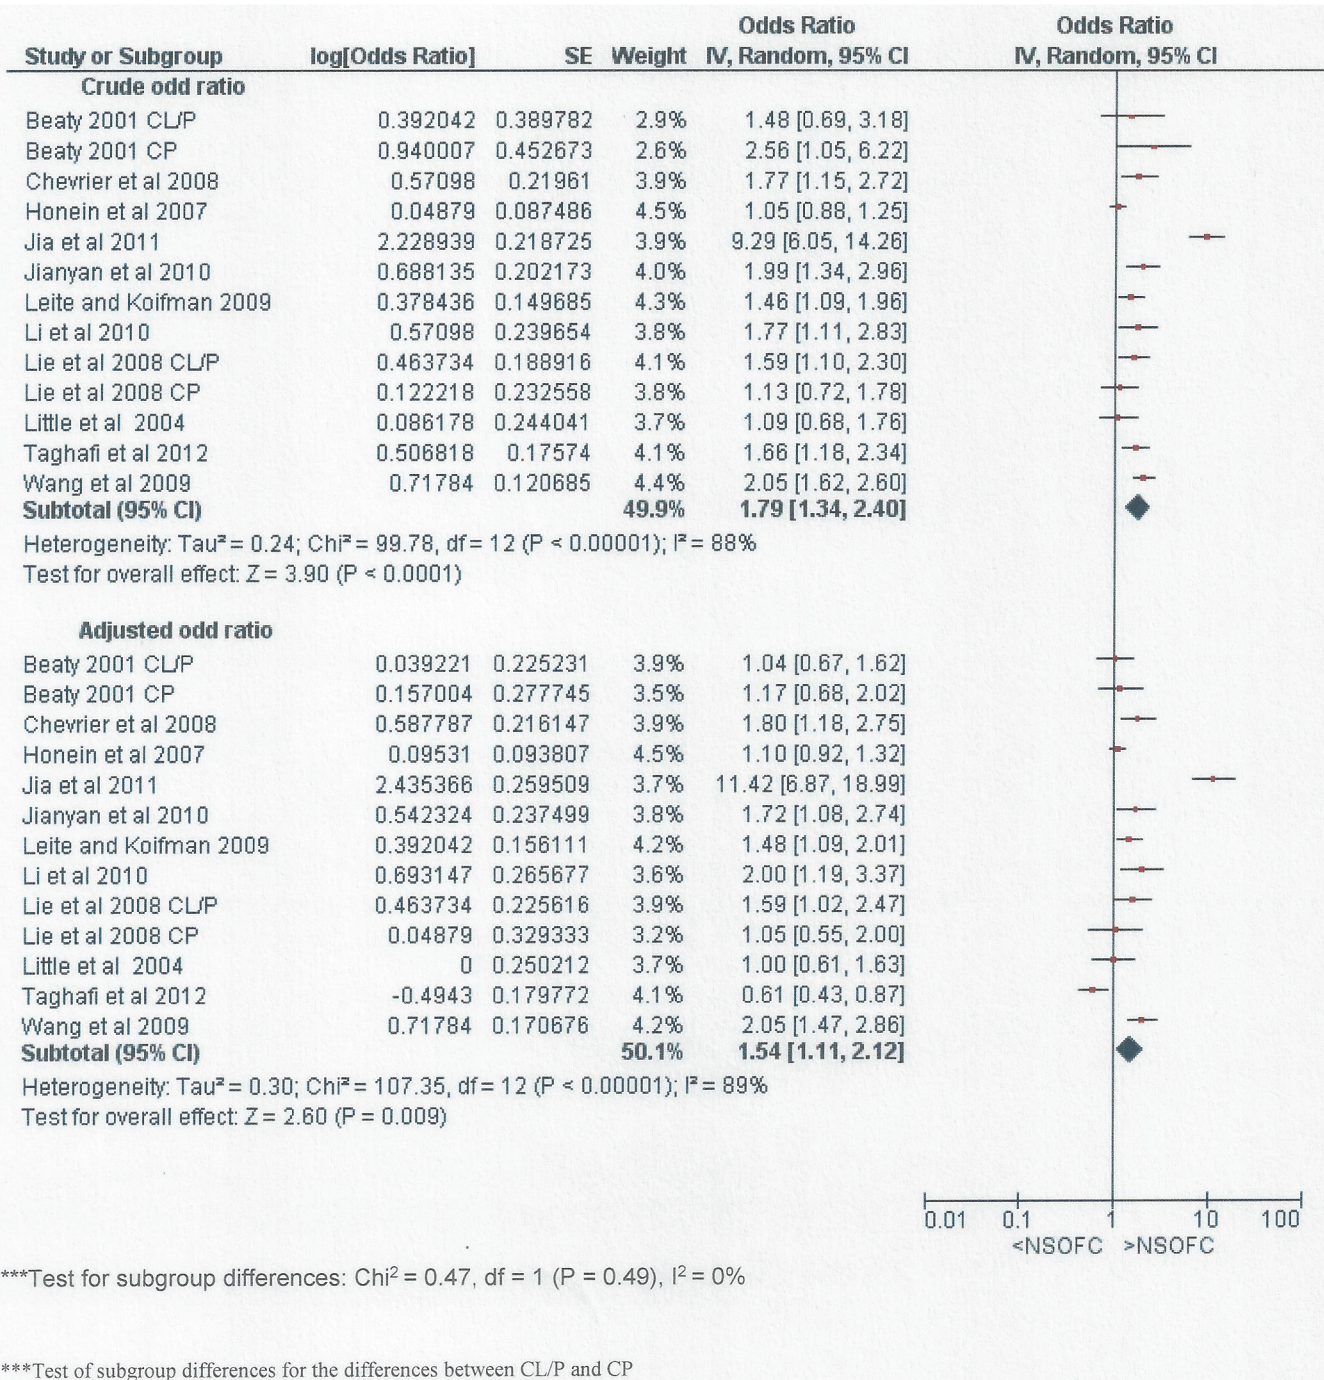 Odds Ratio Odds Ratio
Study or Subgroup log[Odds Ratio] SE Weight IV, Random, 95% CI IV, Random, 95% CI
Crude odd ratio
Beaty 2001 CL/P 0.392042 0.389782 2.9% 1.48 [0.69, 3.18]
Beaty 2001 CP 0.940007 0.452673 2.6% 2.56 [1.05, 6.22]
Chevrier et al 2008 0.57098 0.21961 3.9% 1.77 [1.15, 2.72]
Honein et al 2007 0.04879 0.087486 4.5% 1.05 [0.88, 1.25]
Jia et al 2011 2.228939 0.218725 3.9% 9.29 [6.05, 14.26]
Jianyan et al 2010 0.688135 0.202173 4.0% 1.99 [1.34, 2.96]
Leite and Koifman 2009 0.378436 0.149685 4.3% 1.46 [1.09, 1.96]
Li et al 2010 0.57098 0.239654 3.8% 1.77 [1.11, 2.83]
Lie et al 2008 CL/P 0.463734 0.188916 4.1% 1.59 [1.10, 2.30]
Lie et al 2008 CP 0.122218 0.232558 3.8% 1.13 [0.72, 1.78]
Little et al 2004 0.086178 0.244041 3.7% 1.09 [0.68, 1.76]
Taghafi et al 2012 0.506818 0.17574 4.1% 1.66 [1.18, 2.34]
Wang et al 2009 0.71784 0.120685 4.4% 2.05 [1.62, 2.60]
Subtotal (95% CI) 49.9% 1.79 [1.34, 2.40]
Heterogeneity: Tau² = 0.24; Chi² = 99.78, df = 12 (P < 0.00001); I² = 88%
Test for overall effect: Z = 3.90 (P < 0.0001)
Adjusted odd ratio
Beaty 2001 CL/P 0.039221 0.225231 3.9% 1.04 [0.67, 1.62]
Beaty 2001 CP 0.157004 0.277745 3.5% 1.17 [0.68, 2.02]
Chevrier et al 2008 0.587787 0.216147 3.9% 1.80 [1.18, 2.75]
Honein et al 2007 0.09531 0.093807 4.5% 1.10 [0.92, 1.32]
Jia et al 2011 2.435366 0.259509 3.7% 11.42 [6.87, 18.99]
Jianyan et al 2010 0.542324 0.237499 3.8% 1.72 [1.08, 2.74]
Leite and Koifman 2009 0.392042 0.156111 4.2% 1.48 [1.09, 2.01]
Li et al 2010 0.693147 0.265677 3.6% 2.00 [1.19, 3.37]
Lie et al 2008 CL/P 0.463734 0.225616 3.9% 1.59 [1.02, 2.47]
Lie et al 2008 CP 0.04879 0.329333 3.2% 1.05 [0.55, 2.00]
Little et al 2004 0 0.250212 3.7% 1.00 [0.61, 1.63]
Taghafi et al 2012 -0.4943 0.179772 4.1% 0.61 [0.43, 0.87]
Wang et al 2009 0.71784 0.170676 4.2% 2.05 [1.47, 2.86]
Subtotal (95% CI) 50.1% 1.54 [1.11, 2.12]
Heterogeneity: Tau² = 0.30; Chi² = 107.35, df = 12 (P < 0.00001); I² = 89%
Test for overall effect: Z = 2.60 (P = 0.009)
0.01 0.1 1 10 100
<NSOFC >NSOFC
***Test for subgroup differences: Chi² = 0.47, df = 1 (P = 0.49), I² = 0%
***Test of subgroup differences for the differences between CL/P and CP